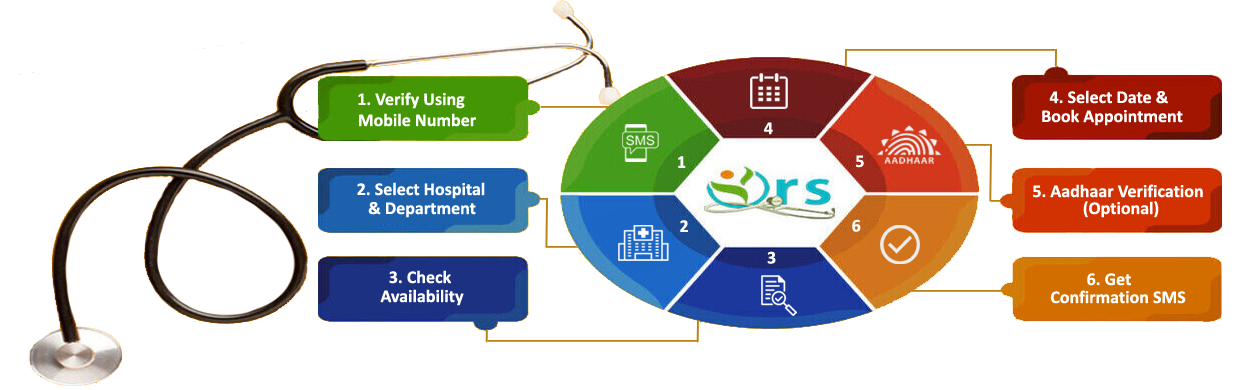 1. Verify Using
Mobile Number
2. Select Hospital
& Department
3. Check
Availability
SMS
1
2
3
4
5
6
AADHAAR
Ors
4. Select Date &
Book Appointment
5. Aadhaar Verification
(Optional)
6. Get
Confirmation SMS